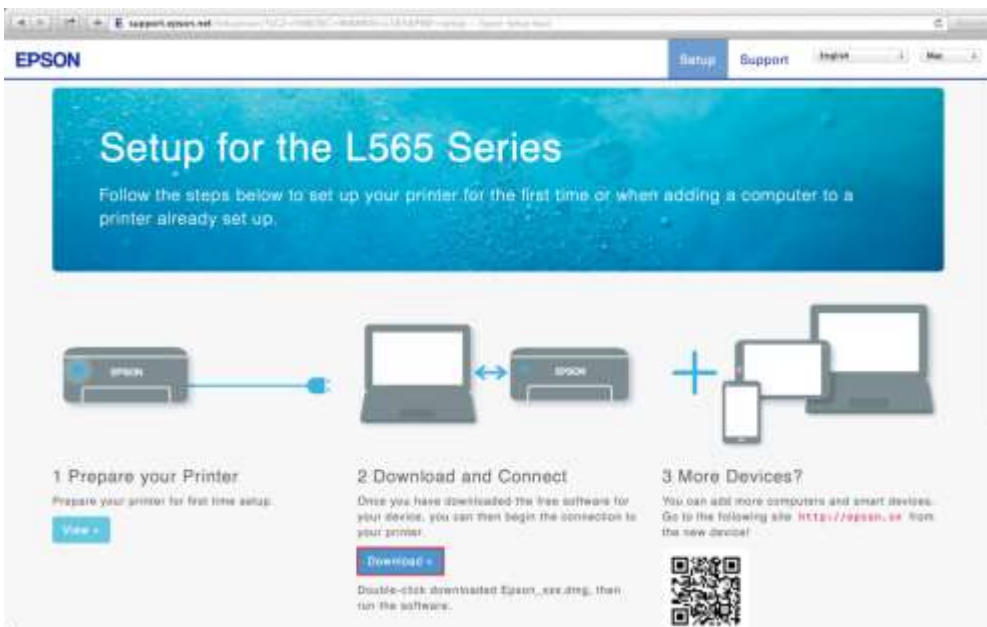 support.epson.net
EPSON
Setup
Support
English
Mac
Setup for the L565 Series
Follow the steps below to set up your printer for the first time or when adding a computer to a
printer already set up.
EPSON
EPSON
1 Prepare your Printer
2 Download and Connect
3 More Devices?
Prepare your printer for first time setup.
View »
Once you have downloaded the free software for
your device, you can then begin the connection to
your printer.
Download »
Double-click downloaded Epson_xxx.dmg, then
run the software.
You can add more computers and smart devices.
Go to the following site http://epson.sn from
the new device!